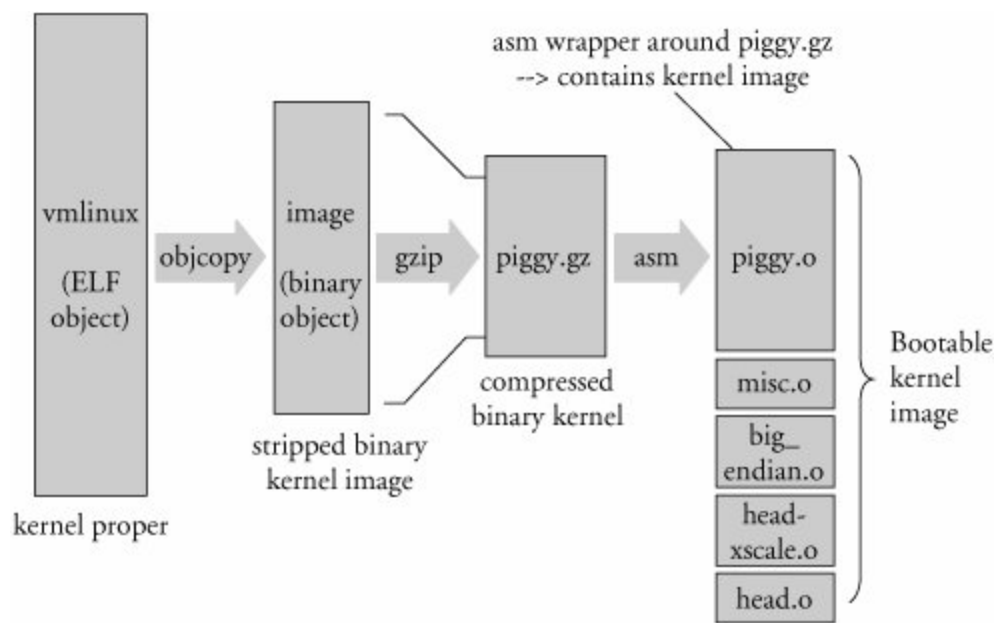 asm wrapper around piggy.gz
--> contains kernel image
vmlinux
(ELF
object)
kernel proper
objcopy
image
(binary
object)
stripped binary
kernel image
gzip
piggy.gz
compressed
binary kernel
asm
piggy.o
misc.o
big_
endian.o
head-
xscale.o
head.o
Bootable
kernel
image